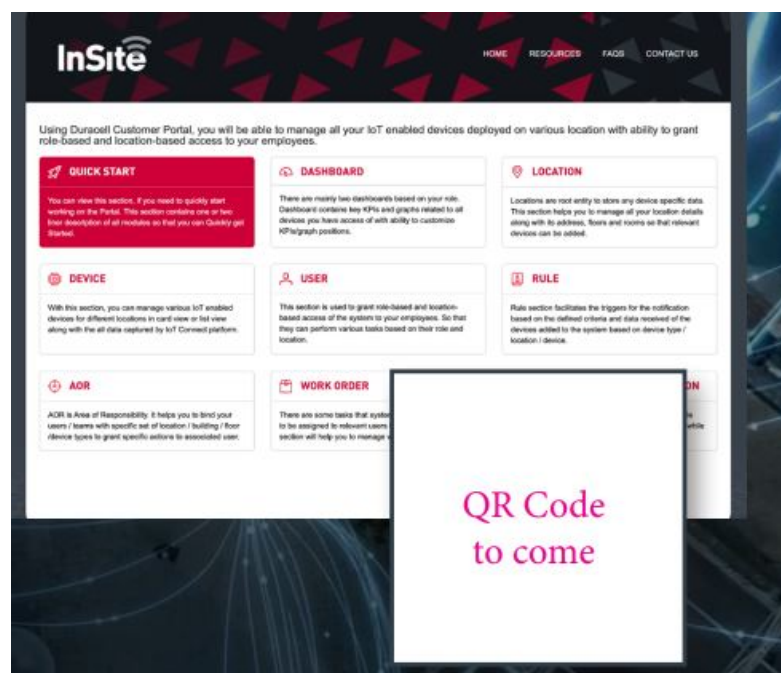 InSite
HOME RESOURCES FAQS CONTACT US
Using Duracell Customer Portal, you will be able to manage all your IoT enabled devices deployed on various location with ability to grant
role-based and location-based access to your employees.
QUICK START
You can view this section, if you need to quickly start
working on the Portal. This section contains one or two
liner description of all modules so that you can Quickly get
Started.
DASHBOARD
There are mainly two dashboards based on your role.
Dashboard contains key KPIs and graphs related to all
devices you have access of with ability to customize
KPIs/graph positions.
LOCATION
Locations are root entity to store any device specific data.
This section helps you to manage all your location details
along with its address, floors and rooms so that relevant
devices can be added.
DEVICE
With this section, you can manage various IoT enabled
devices for different locations in card view or list view
along with the all data captured by IoT Connect platform.
USER
This section is used to grant role-based and location-
based access of the system to your employees. So that
they can perform various tasks based on their role and
location.
RULE
Rule section facilitates the triggers for the notification
based on the defined criteria and data received of the
devices added to the system based on device type /
location / device.
AOR
AOR is Area of Responsibility. It helps you to bind your
users / teams with specific set of location / building / floor
/device types to grant specific actions to associated user.
WORK ORDER
There are some tasks that system
to be assigned to relevant users
section will help you to manage
ON
while
QR Code
to come